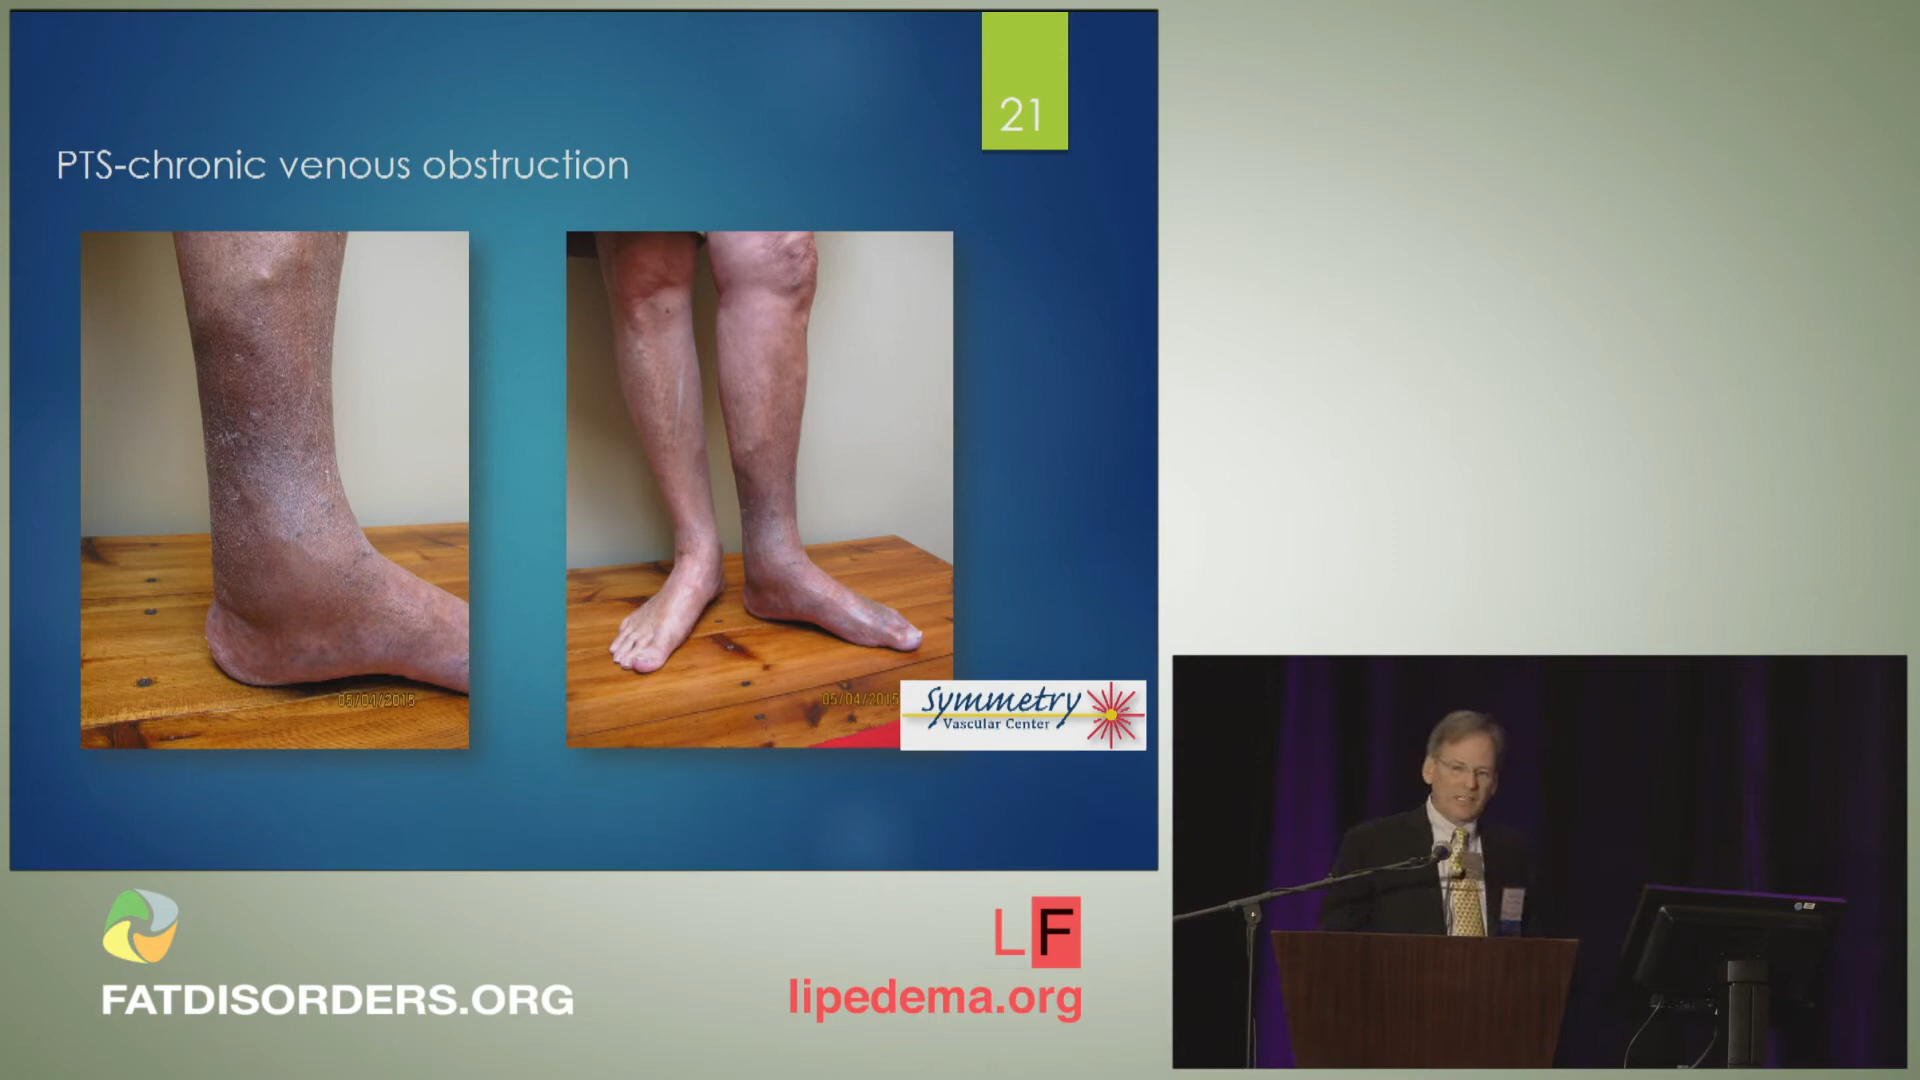 21
PTS-chronic venous obstruction
05/04/2015
05/04/2015
Symmetry
Vascular Center
FATDISORDERS.ORG
LF
lipedema.org